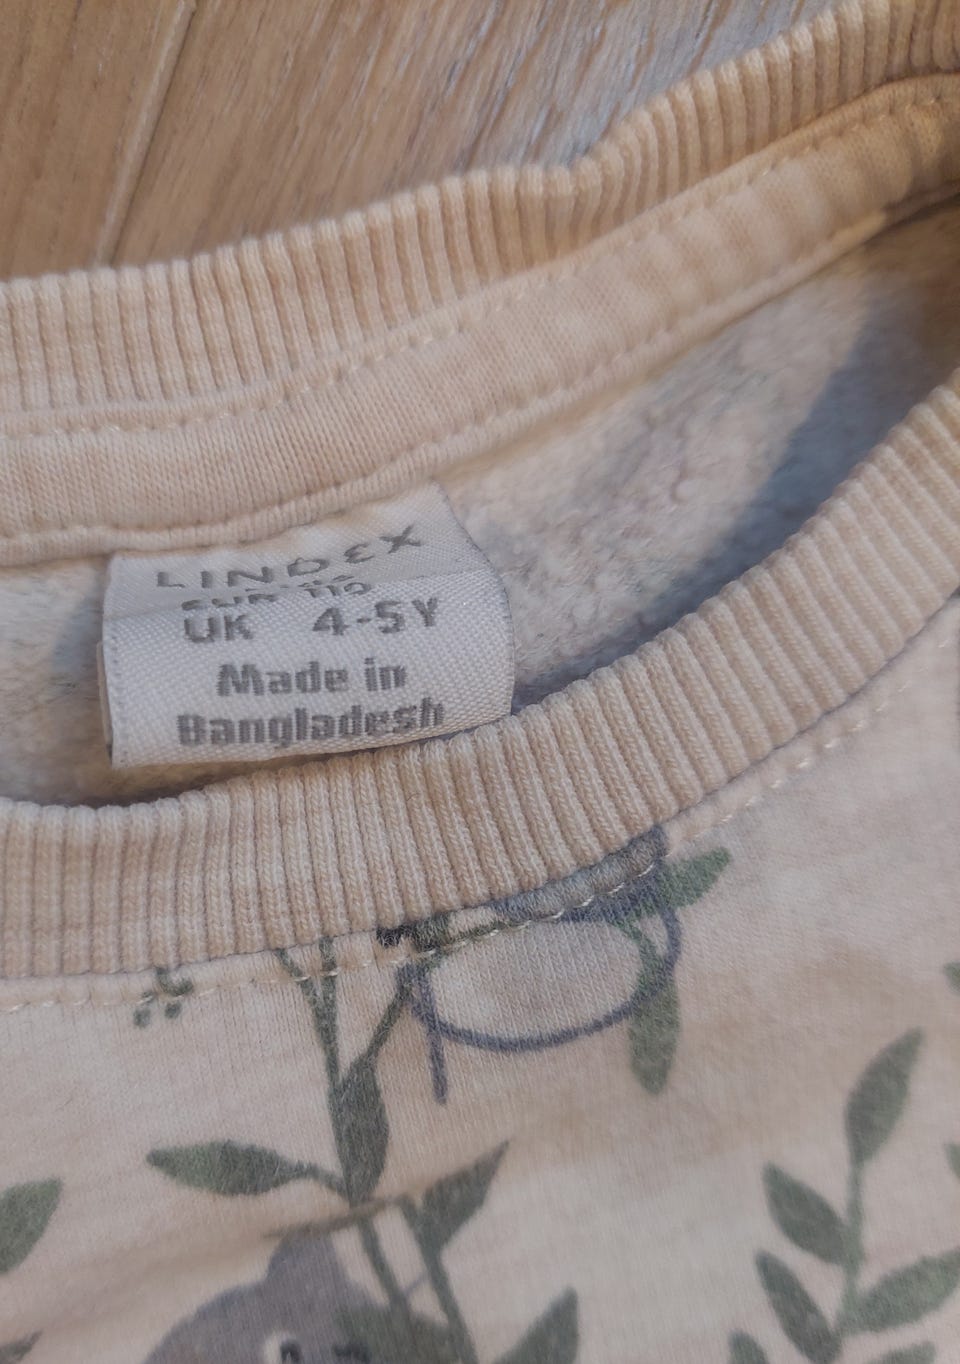 LINDEX
EUR 110
UK 4-5Y
Made in
Bangladesh